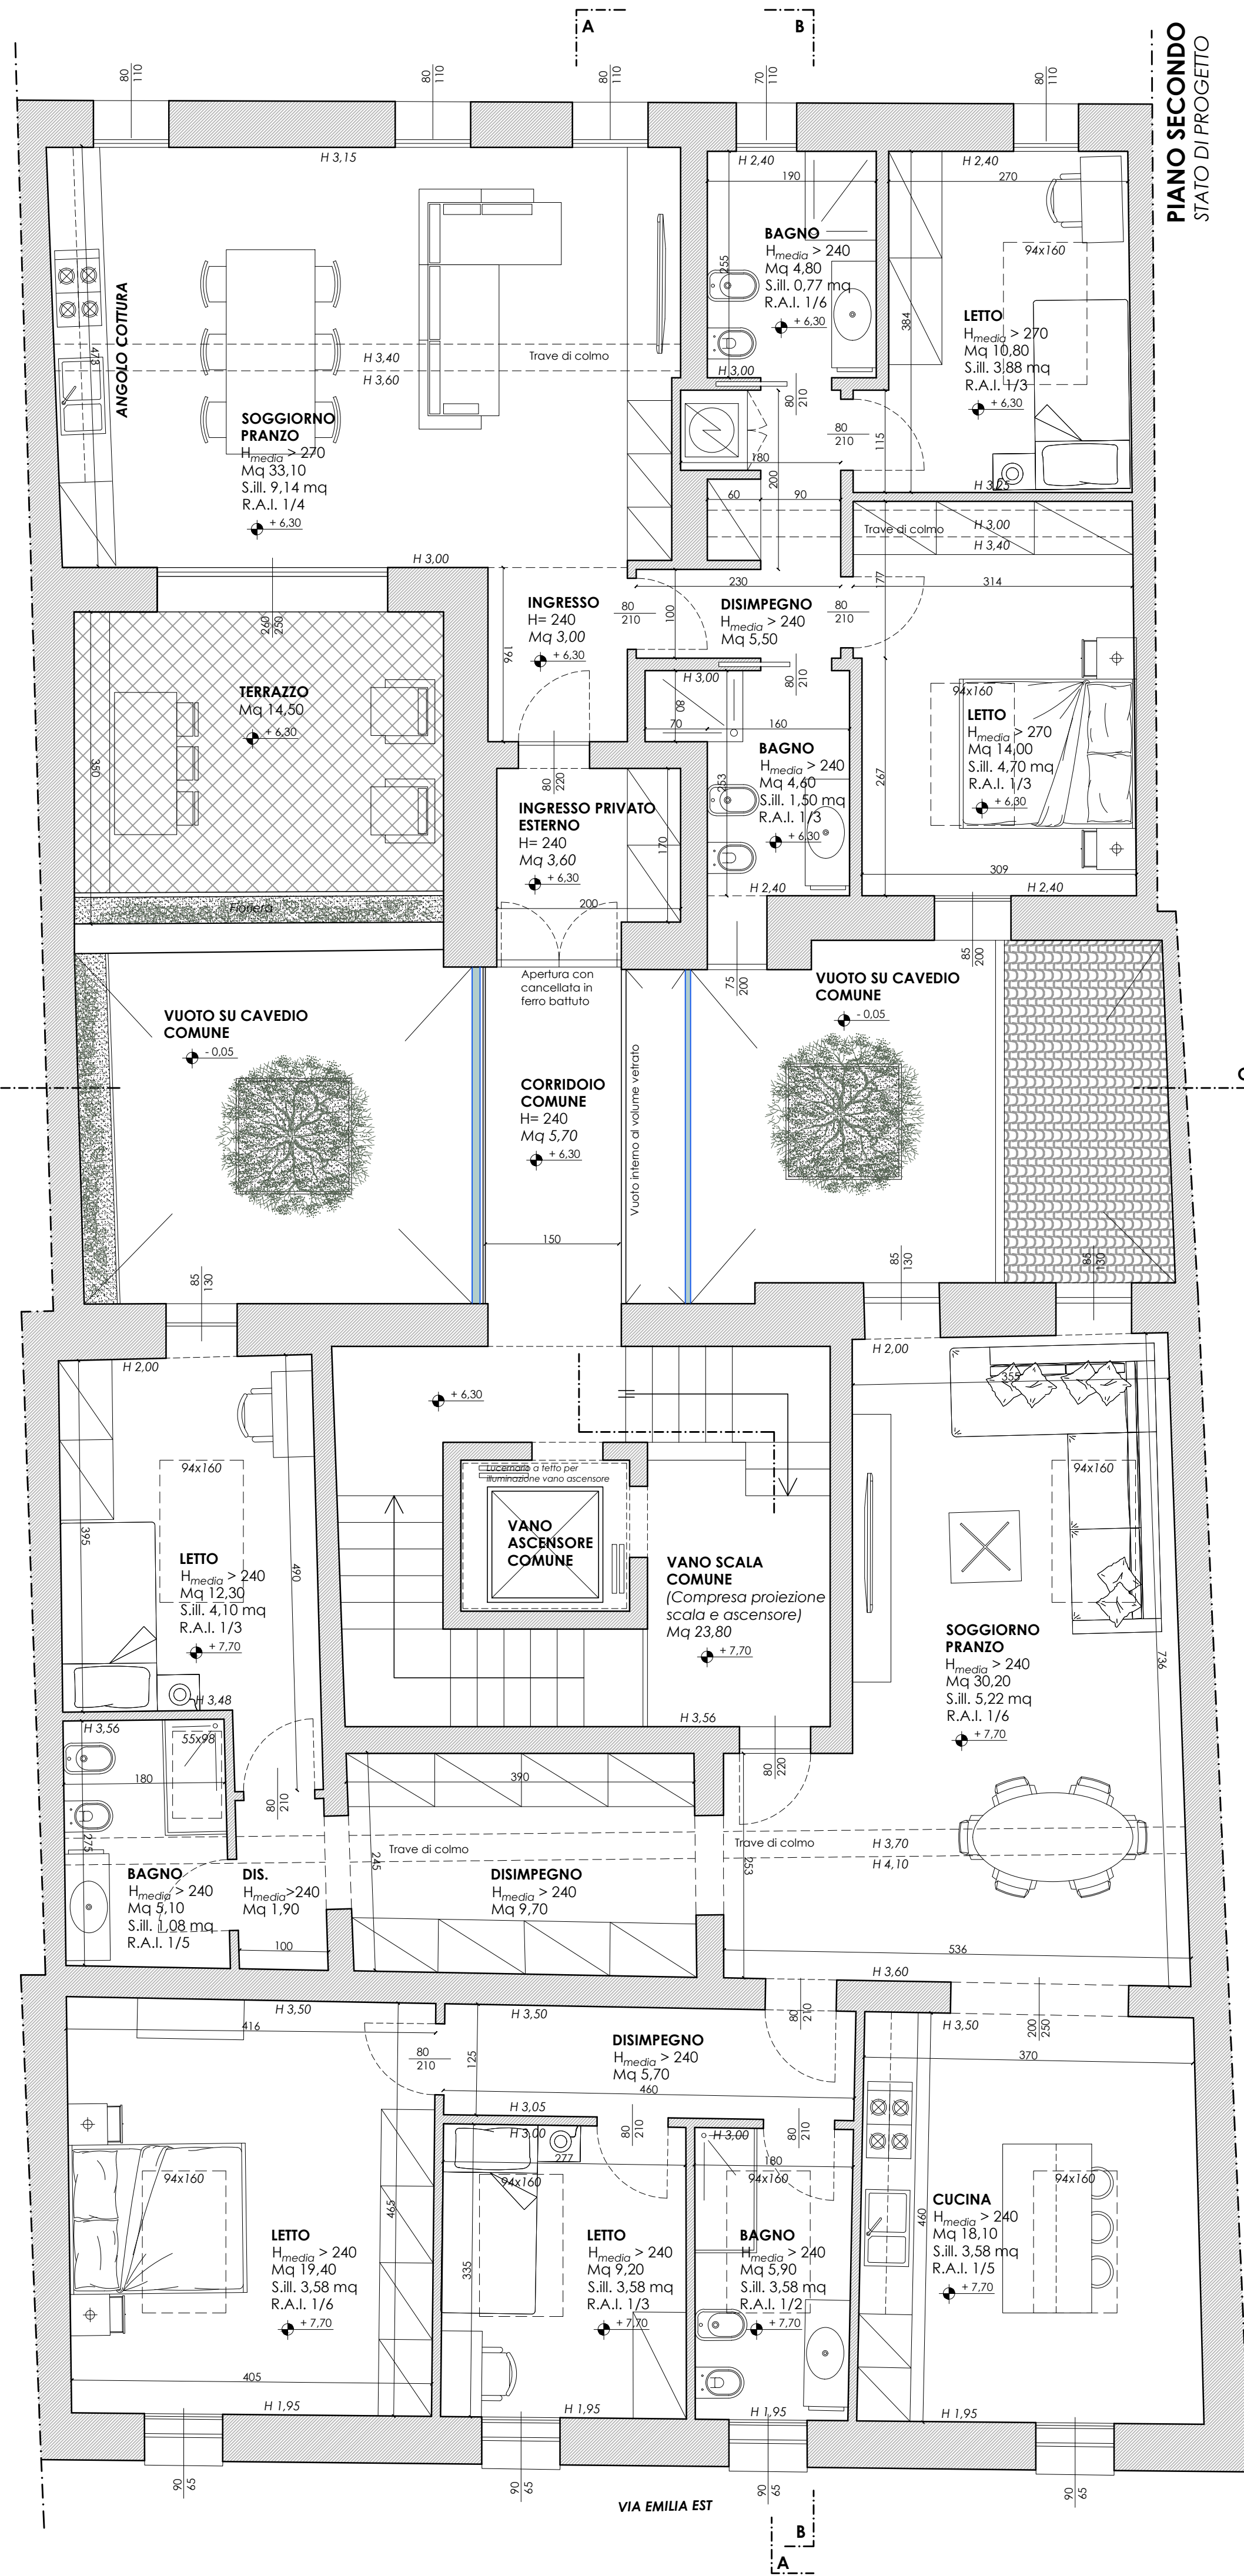 A
B
PIANO SECONDO
STATO DI PROGETTO
80
110
80
110
80
110
70
110
80
110
H 3,15
H 2,40
190
H 2,40
270
BAGNO
Hmedia > 240
Mq 4,80
S.ill. 0,77 mq
R.A.I. 1/6
+ 6,30
255
94x160
384
LETTO
Hmedia > 270
Mq 10,80
S.ill. 3,88 mq
R.A.I. 1/3
+ 6,30
ANGOLO COTTURA
473
H 3,40
H 3,60
Trave di colmo
H 3,00
80
210
80
210
115
180
200
60
90
H 3,25
SOGGIORNO
PRANZO
Hmedia > 270
Mq 33,10
S.ill. 9,14 mq
R.A.I. 1/4
+ 6,30
Trave di colmo
H 3,00
H 3,40
H 3,00
260
250
INGRESSO
H= 240
Mq 3,00
+ 6,30
196
80
210
100
230
DISIMPEGNO
Hmedia > 240
Mq 5,50
80
210
177
314
TERRAZZO
Mq 14,50
+ 6,30
350
H 3,00
80
210
80
70
160
94x160
LETTO
Hmedia > 270
Mq 14,00
S.ill. 4,70 mq
R.A.I. 1/3
+ 6,30
BAGNO
Hmedia > 240
Mq 4,60
S.ill. 1,50 mq
R.A.I. 1/3
+ 6,30
253
267
80
220
INGRESSO PRIVATO
ESTERNO
H= 240
Mq 3,60
+ 6,30
170
200
309
H 2,40
H 2,40
Fioriera
Apertura con
cancellata in
ferro battuto
75
200
85
200
VUOTO SU CAVEDIO
COMUNE
- 0,05
VUOTO SU CAVEDIO
COMUNE
- 0,05
CORRIDOIO
COMUNE
H= 240
Mq 5,70
+ 6,30
Vuoto interno al volume vetrato
150
85
130
85
130
85
130
H 2,00
H 2,00
355
+ 6,30
94x160
94x160
Lucernario a tetto per
illuminazione vano ascensore
VANO
ASCENSORE
COMUNE
VANO SCALA
COMUNE
(Compresa proiezione
scala e ascensore)
Mq 23,80
+ 7,70
395
490
LETTO
Hmedia > 240
Mq 12,30
S.ill. 4,10 mq
R.A.I. 1/3
+ 7,70
SOGGIORNO
PRANZO
Hmedia > 240
Mq 30,20
S.ill. 5,22 mq
R.A.I. 1/6
+ 7,70
736
H 3,48
H 3,56
H 3,56
55x98
180
80
210
390
80
220
275
Trave di colmo
245
253
Trave di colmo
H 3,70
H 4,10
BAGNO
Hmedia > 240
Mq 5,10
S.ill. 1,08 mq
R.A.I. 1/5
DIS.
Hmedia>240
Mq 1,90
DISIMPEGNO
Hmedia > 240
Mq 9,70
100
536
H 3,60
H 3,50
416
H 3,50
80
210
H 3,50
200
250
370
80
210
125
DISIMPEGNO
Hmedia > 240
Mq 5,70
460
H 3,05
H 3,00
80
210
80
210
H 3,00
277
180
94x160
94x160
94x160
94x160
465
335
460
LETTO
Hmedia > 240
Mq 19,40
S.ill. 3,58 mq
R.A.I. 1/6
+ 7,70
LETTO
Hmedia > 240
Mq 9,20
S.ill. 3,58 mq
R.A.I. 1/3
+ 7,70
BAGNO
Hmedia > 240
Mq 5,90
S.ill. 3,58 mq
R.A.I. 1/2
+ 7,70
CUCINA
Hmedia > 240
Mq 18,10
S.ill. 3,58 mq
R.A.I. 1/5
+ 7,70
405
H 1,95
H 1,95
H 1,95
H 1,95
90
65
90
65
90
65
90
65
VIA EMILIA EST
B
A